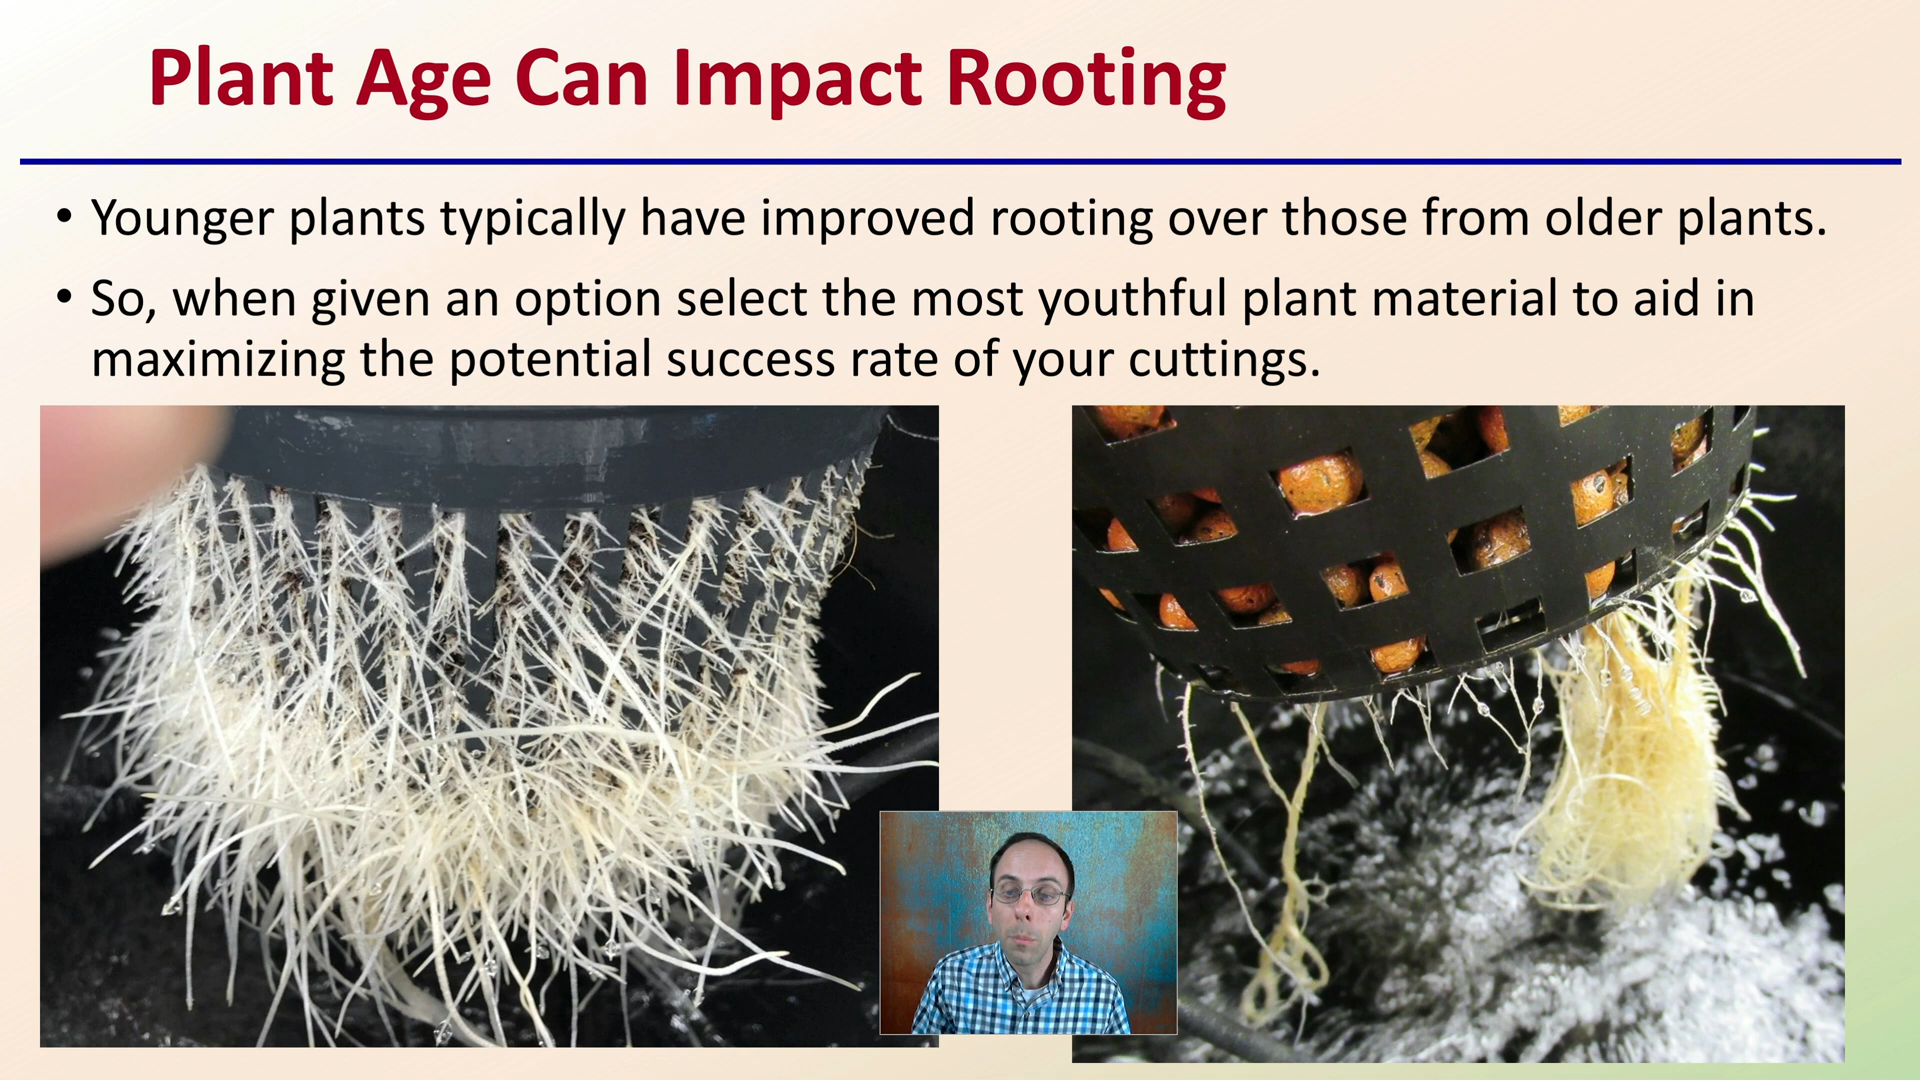 Plant Age Can Impact Rooting
• Younger plants typically have improved rooting over those from older plants.
• So, when given an option select the most youthful plant material to aid in
maximizing the potential success rate of your cuttings.